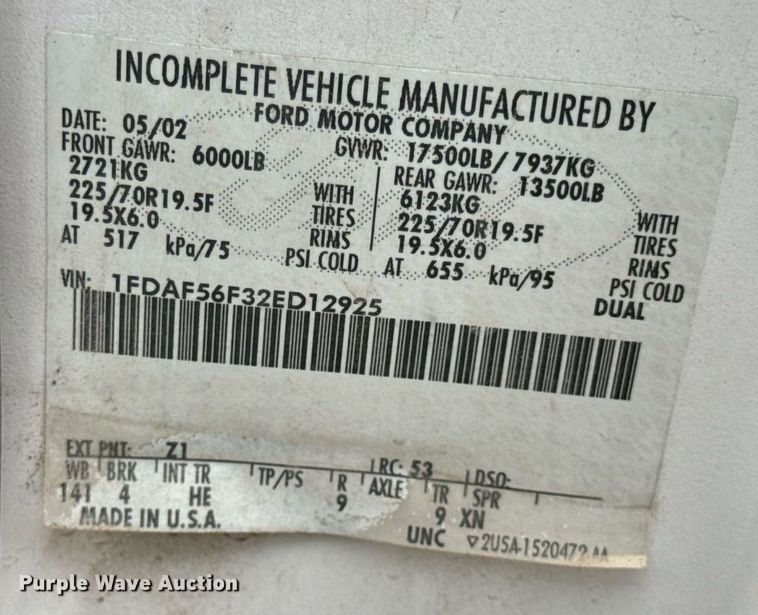 INCOMPLETE VEHICLE MANUFACTURED BY
FORD MOTOR COMPANY
DATE: 05/02
GVWR: 17500LB/ 7937KG
FRONT GAWR: 6000LB
2721KG
225/70R19.5F
19.5X6.0
AT 517 kPa/75
WITH
TIRES
RIMS
PSI COLD
REAR GAWR: 13500LB
6123KG
225/70R19.5F
19.5X6.0
AT 655 kPa/95
WITH
TIRES
RIMS
PSI COLD
DUAL
VIN: 1FDAF56F32ED12925
EXT PNT: Z1 RC: 53 DSO:
WB BRK INT TR TP/PS R AXLE TR SPR
141 4 HE 9 9 XN
MADE IN U.S.A.
UNC 2U5A-1520472-AA
Purple Wave Auction